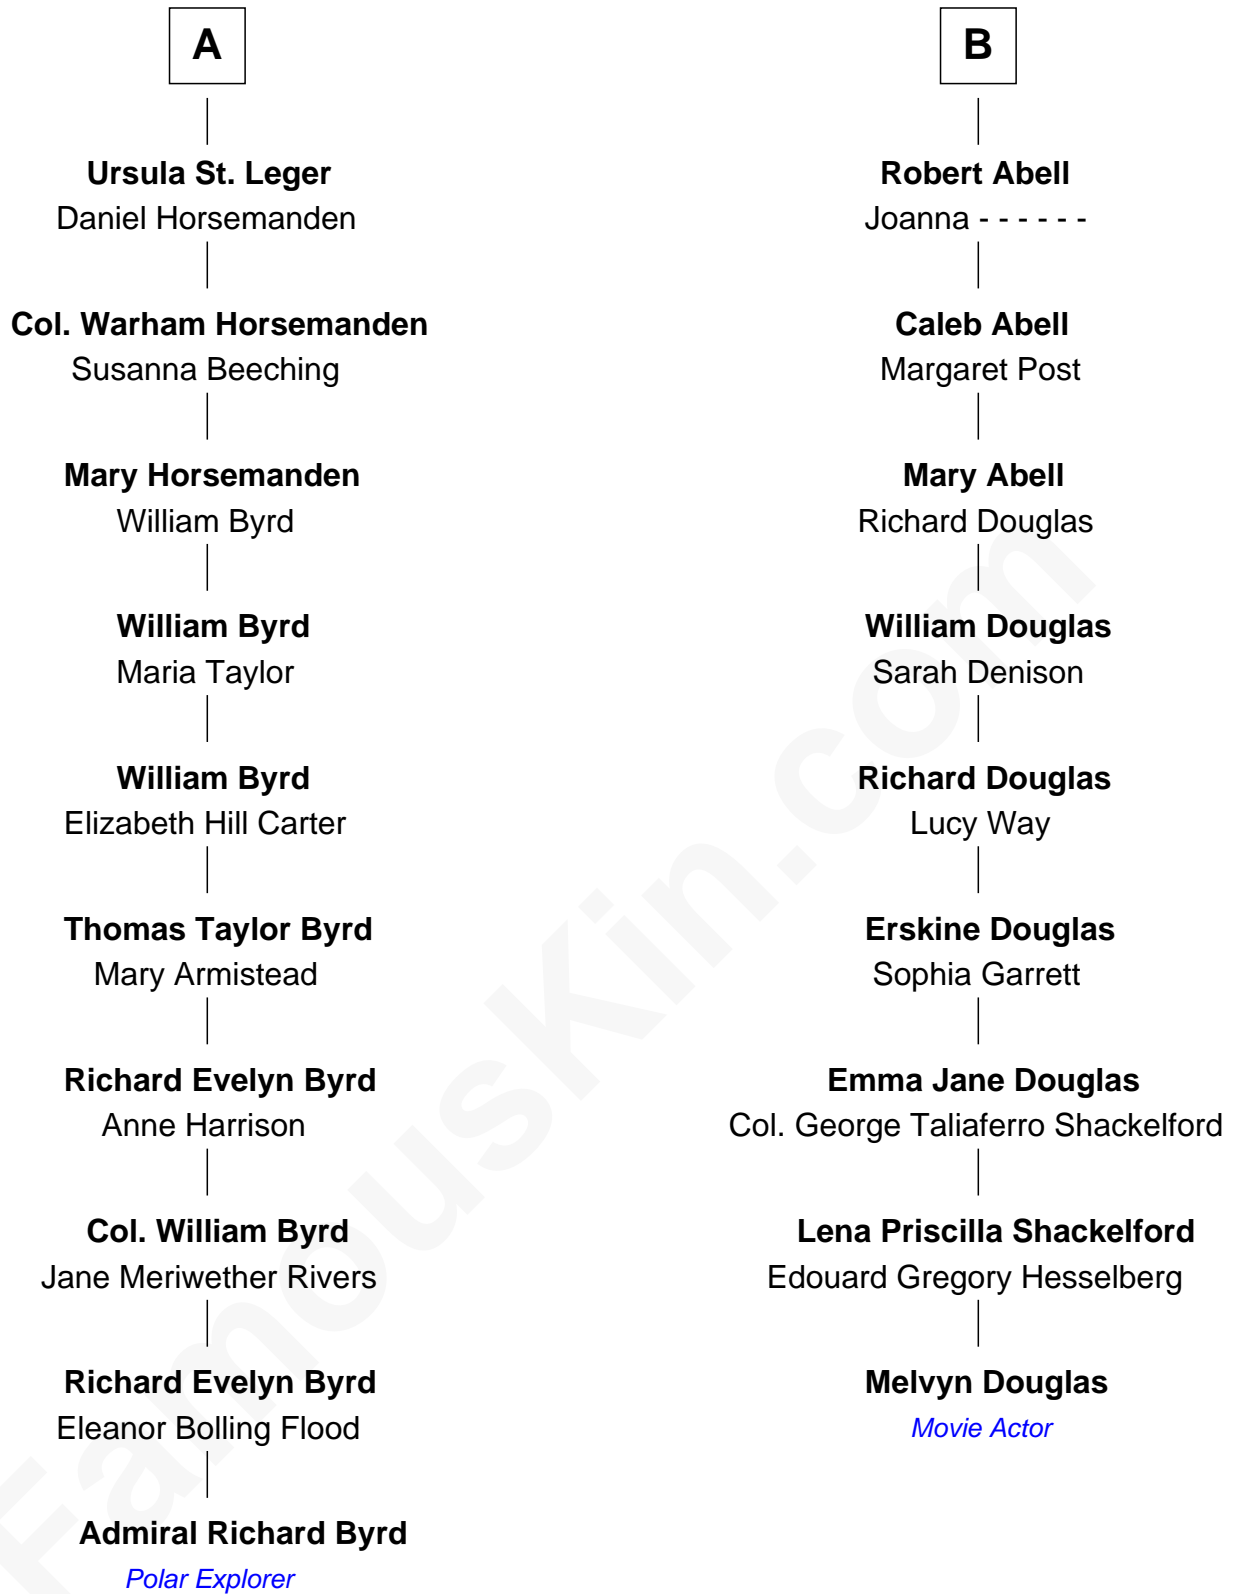 A
Ursula St. Leger
Daniel Horsemanden
Col. Warham Horsemanden
Susanna Beeching
Mary Horsemanden
William Byrd
William Byrd
Maria Taylor
William Byrd
Elizabeth Hill Carter
Thomas Taylor Byrd
Mary Armistead
Richard Evelyn Byrd
Anne Harrison
Col. William Byrd
Jane Meriwether Rivers
Richard Evelyn Byrd
Eleanor Bolling Flood
Admiral Richard Byrd
Polar Explorer
B
Robert Abell
Joanna - - - - - -
Caleb Abell
Margaret Post
Mary Abell
Richard Douglas
William Douglas
Sarah Denison
Richard Douglas
Lucy Way
Erskine Douglas
Sophia Garrett
Emma Jane Douglas
Col. George Taliaferro Shackelford
Lena Priscilla Shackelford
Edouard Gregory Hesselberg
Melvyn Douglas
Movie Actor
FamousKin.com